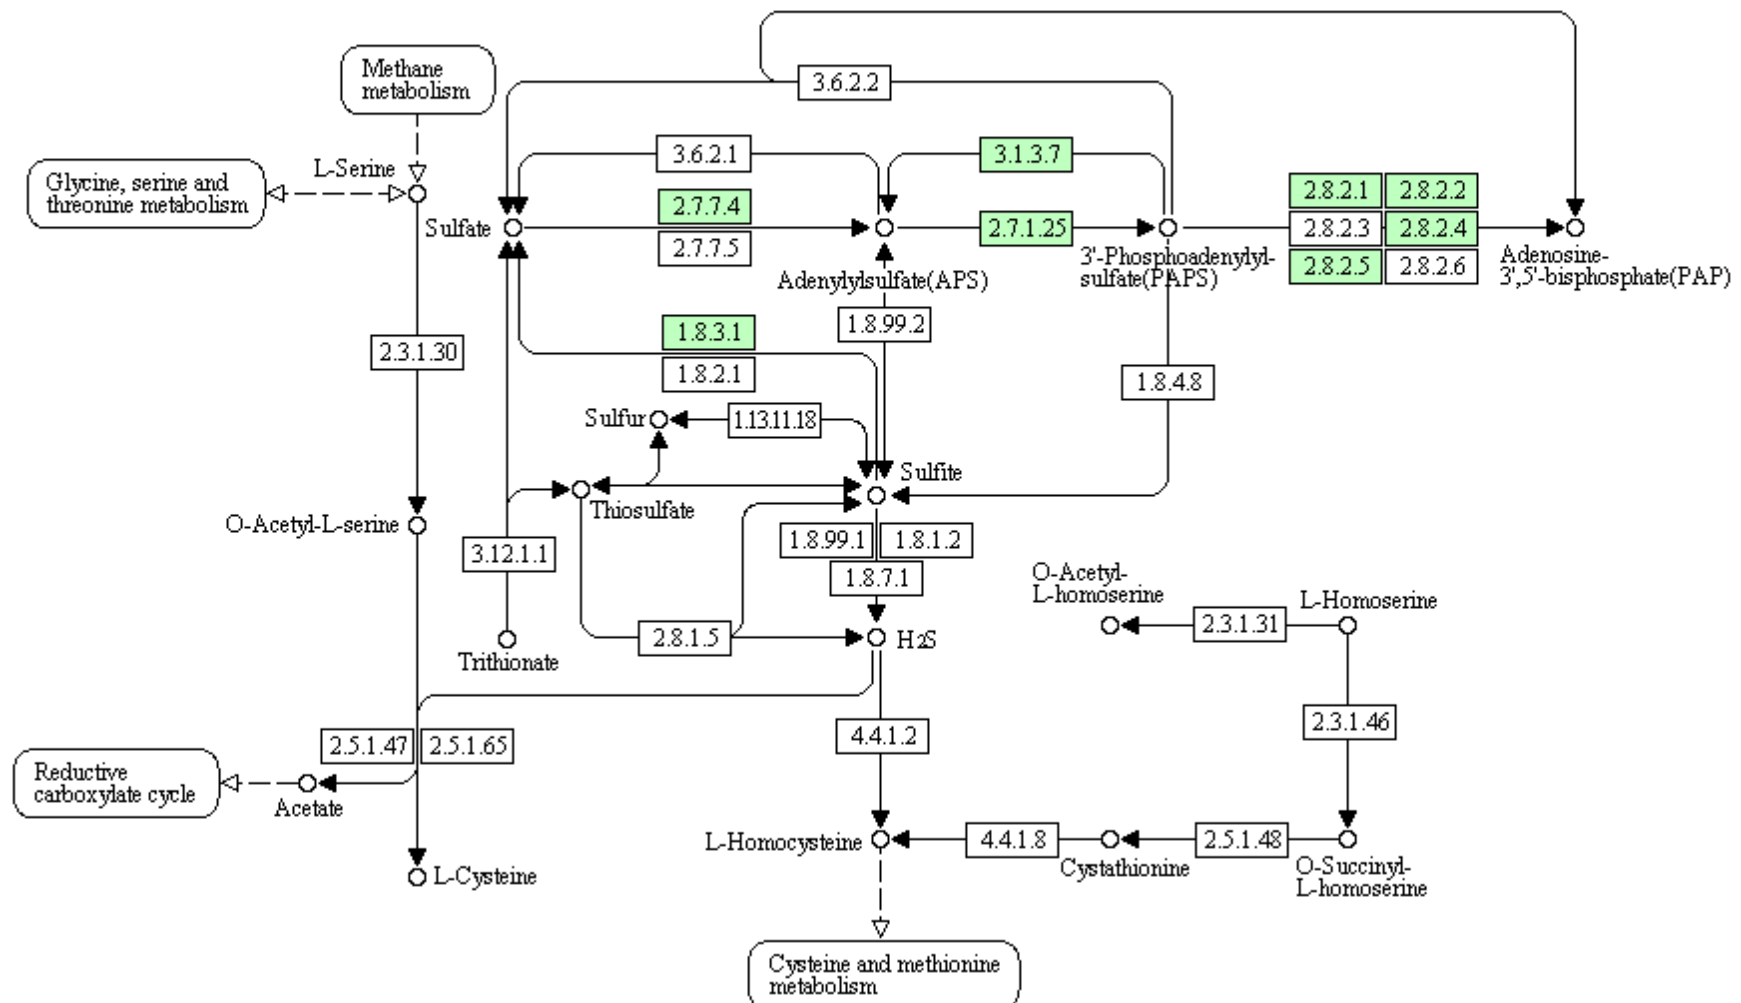 Methane
metabolism
3.6.2.2
L-Serine
3.6.2.1
3.1.3.7
Glycine, serine and
threonine metabolism
2.7.7.4
2.8.2.1
2.8.2.2
Sulfate
2.7.1.25
2.8.2.3
2.8.2.4
2.7.7.5
2.8.2.5
2.8.2.6
Adenylylsulfate(APS)
3'-Phosphoadenylyl-
sulfate(PAPS)
Adenosine-
3',5'-bisphosphate(PAP)
1.8.3.1
1.8.99.2
2.3.1.30
1.8.2.1
1.8.4.8
Sulfur
1.13.11.18
Sulfite
Thiosulfate
O-Acetyl-L-serine
3.12.1.1
1.8.99.1
1.8.1.2
1.8.7.1
O-Acetyl-
L-homoserine
L-Homoserine
2.8.1.5
H2S
2.3.1.31
Trithionate
2.3.1.46
2.5.1.47
2.5.1.65
4.4.1.2
Reductive
carboxylate cycle
Acetate
L-Homocysteine
4.4.1.8
2.5.1.48
Cystathionine
O-Succinyl-
L-homoserine
L-Cysteine
Cysteine and methionine
metabolism